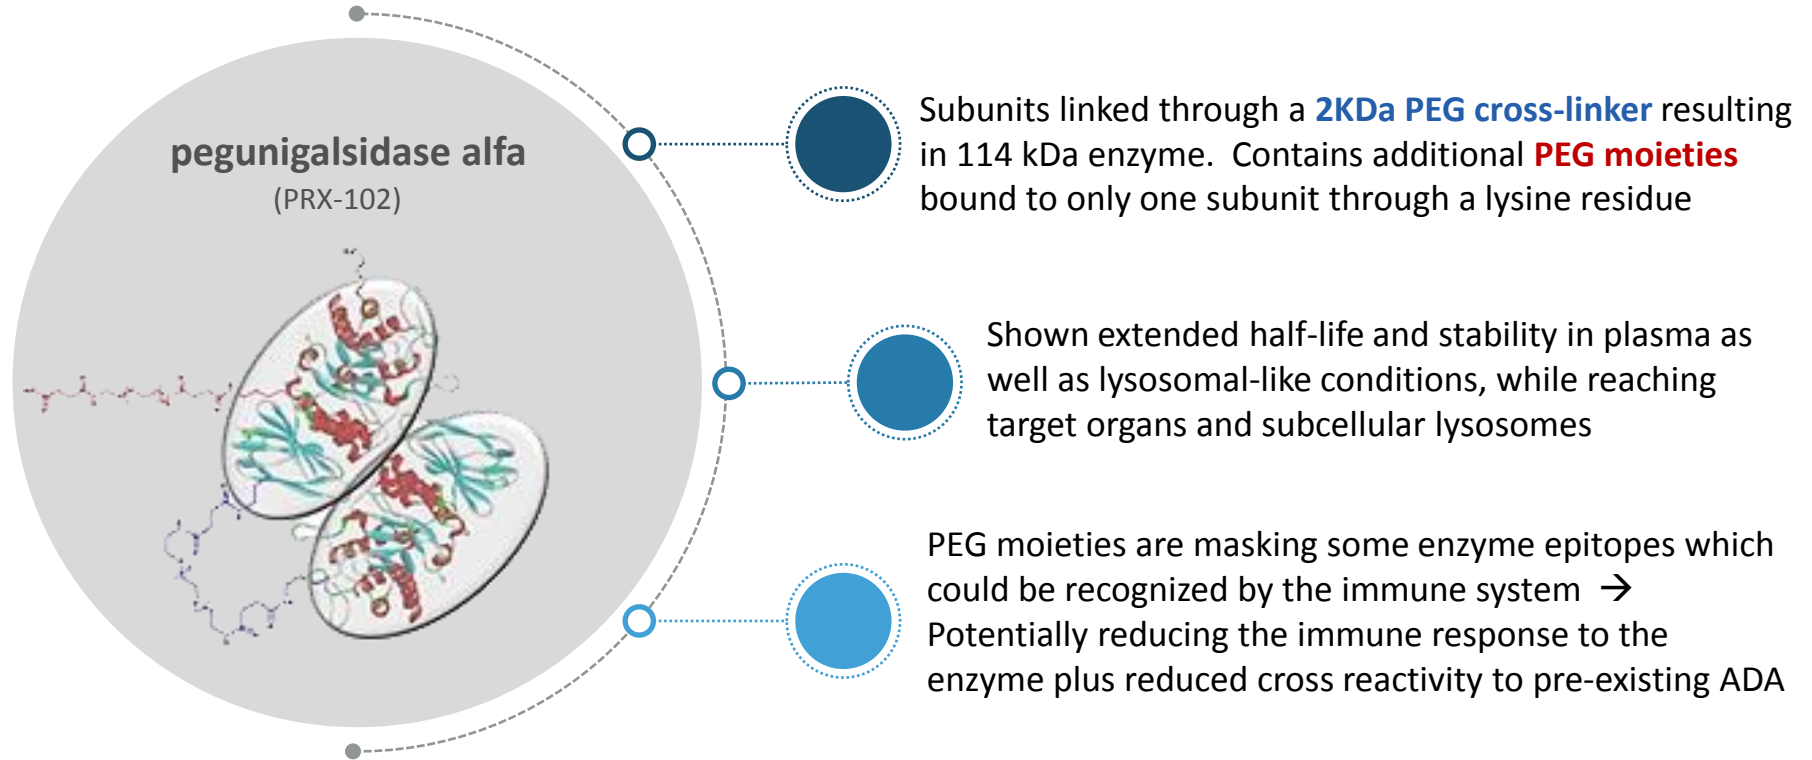 pegunigalsidase alfa
(PRX-102)
Subunits linked through a 2KDa PEG cross-linker resulting
in 114 kDa enzyme.  Contains additional PEG moieties
bound to only one subunit through a lysine residue
Shown extended half-life and stability in plasma as
well as lysosomal-like conditions, while reaching
target organs and subcellular lysosomes
PEG moieties are masking some enzyme epitopes which
could be recognized by the immune system →
Potentially reducing the immune response to the
enzyme plus reduced cross reactivity to pre-existing ADA